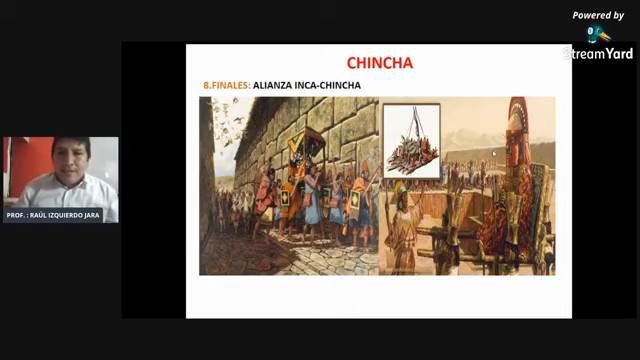 Powered by
StreamYard
CHINCHA
8.FINALES: ALIANZA INCA-CHINCHA
PROF. : RAÚL IZQUIERDO JARA